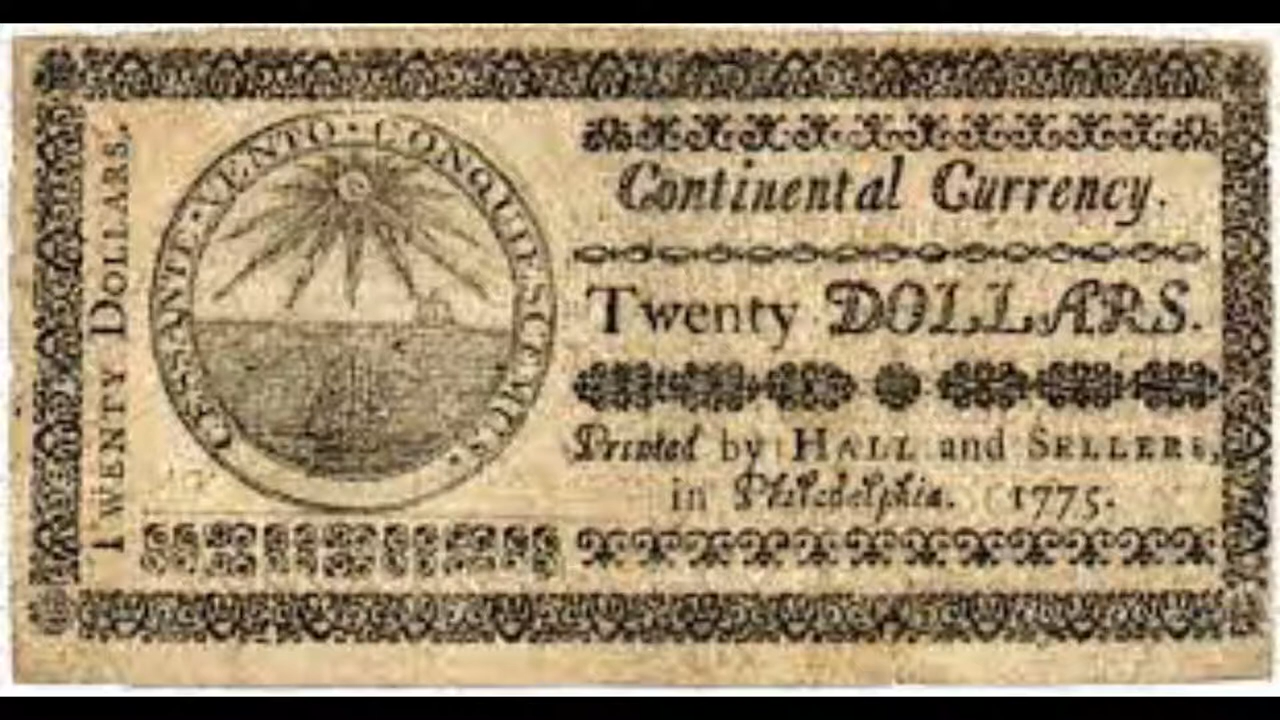 TWENTY DOLLARS.
CESSANTE · VENTO · CONQUIESCEMUS ·
Continental Currency.
Twenty DOLLARS.
Printed by HALL and SELLERS,
in Philadelphia. 1775.